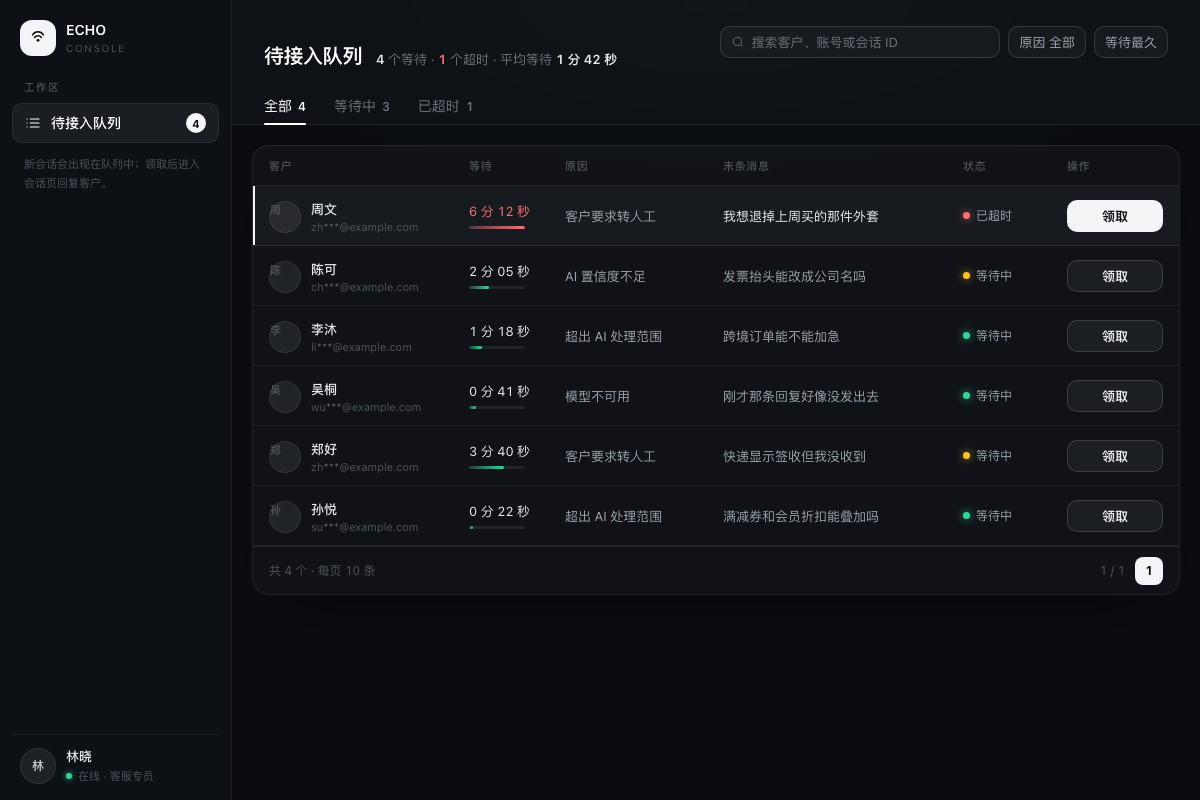 ECHO
CONSOLE
工作区
待接入队列 4
新会话会出现在队列中；领取后进入
会话页回复客户。
林
林晓
在线 · 客服专员
待接入队列 4 个等待 · 1 个超时 · 平均等待 1 分 42 秒
搜索客户、账号或会话 ID
原因 全部
等待最久
全部 4 等待中 3 已超时 1
客户 等待 原因 末条消息 状态 操作
周 周文 6 分 12 秒 客户要求转人工 我想退掉上周买的那件外套 已超时 领取
zh***@example.com
陈 陈可 2 分 05 秒 AI 置信度不足 发票抬头能改成公司名吗 等待中 领取
ch***@example.com
李 李沐 1 分 18 秒 超出 AI 处理范围 跨境订单能不能加急 等待中 领取
li***@example.com
吴 吴桐 0 分 41 秒 模型不可用 刚才那条回复好像没发出去 等待中 领取
wu***@example.com
郑 郑好 3 分 40 秒 客户要求转人工 快递显示签收但我没收到 等待中 领取
zh***@example.com
孙 孙悦 0 分 22 秒 超出 AI 处理范围 满减券和会员折扣能叠加吗 等待中 领取
su***@example.com
共 4 个 · 每页 10 条 1 / 1 1